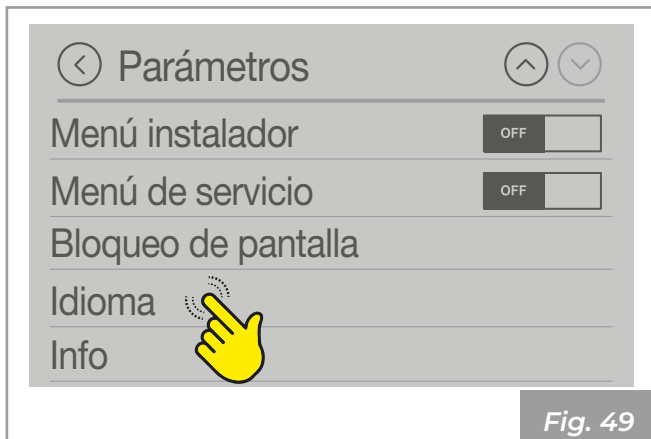 Parámetros
Menú instalador OFF
Menú de servicio OFF
Bloqueo de pantalla
Idioma
Info
Fig. 49